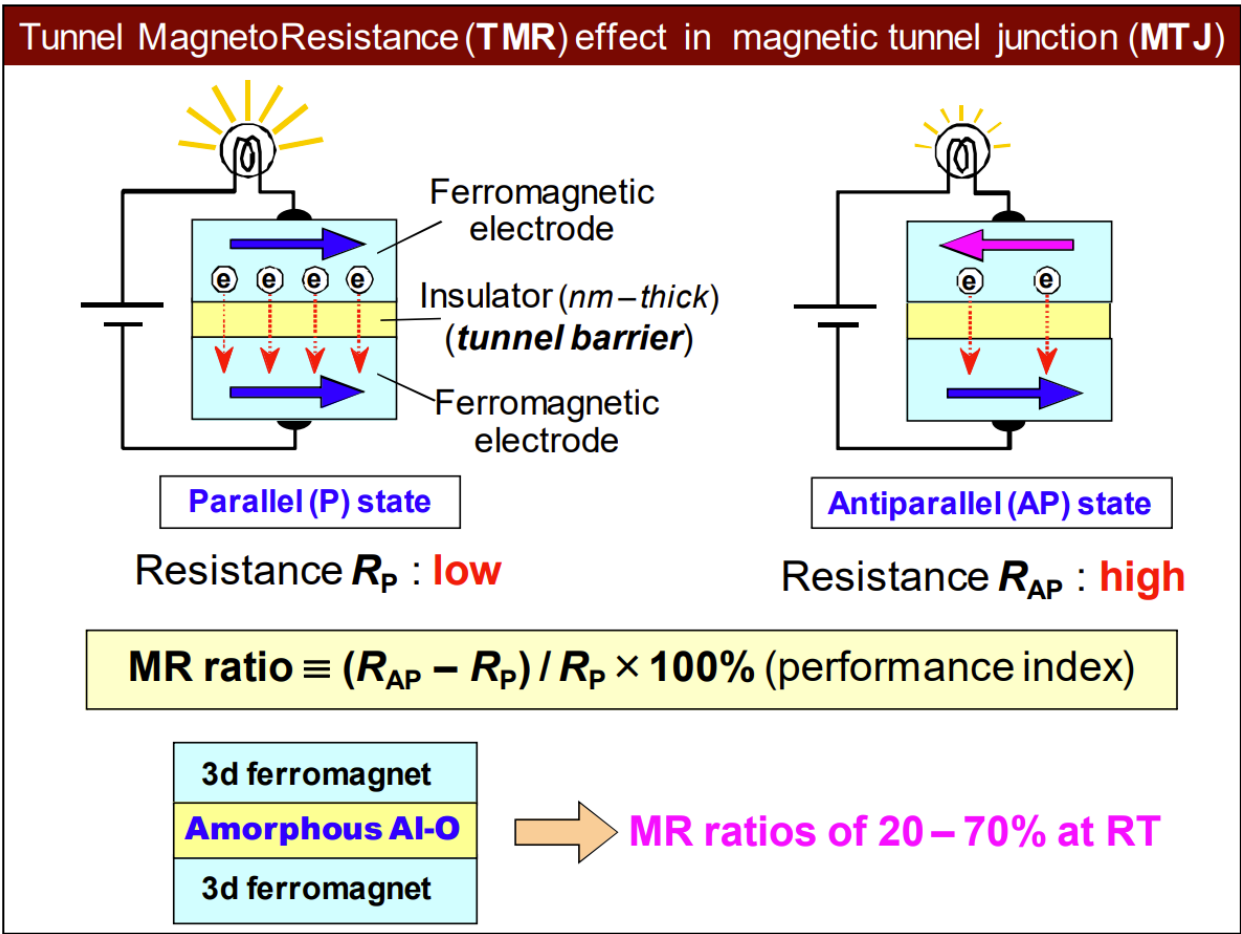 Tunnel MagnetoResistance (TMR) effect in magnetic tunnel junction (MTJ)
Ferromagnetic
electrode
e e e e
Insulator (nm–thick)
(tunnel barrier)
Ferromagnetic
electrode
e e
Parallel (P) state
Antiparallel (AP) state
Resistance RP : low
Resistance RAP : high
MR ratio ≡ (RAP – RP) / RP × 100% (performance index)
3d ferromagnet
Amorphous Al-O
3d ferromagnet
MR ratios of 20 – 70% at RT